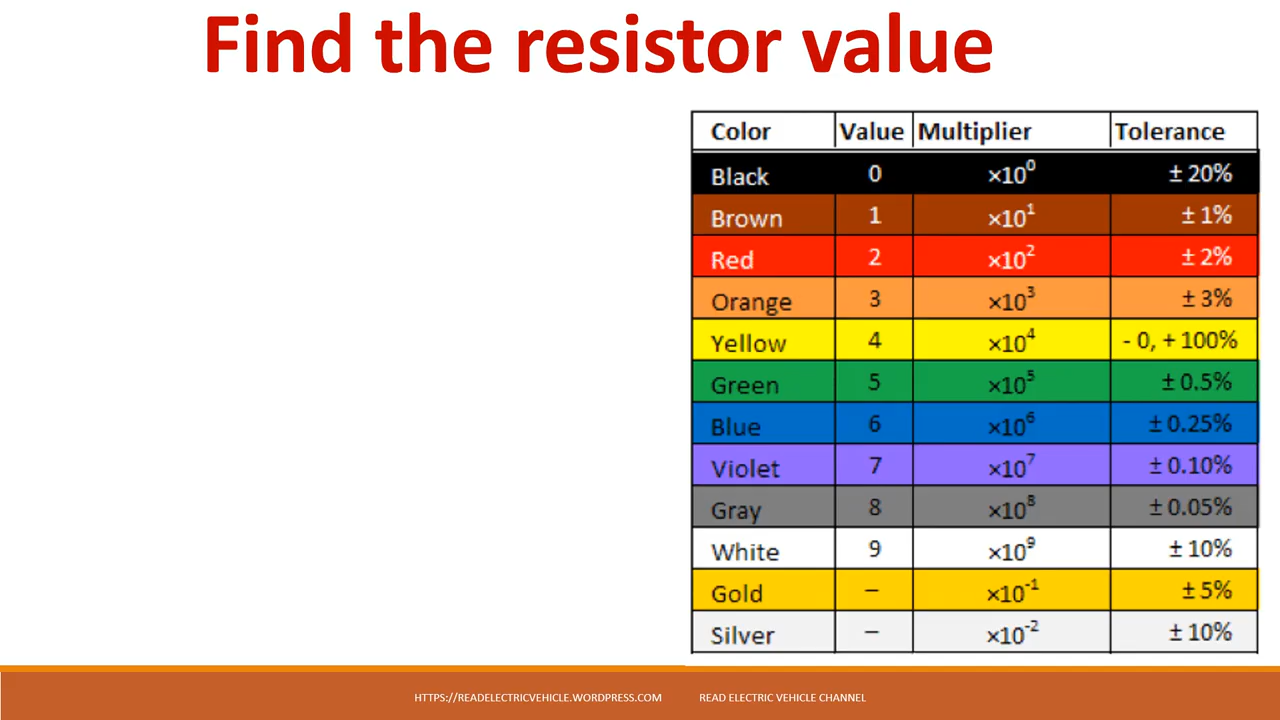 Find the resistor value
Color Value Multiplier Tolerance
Black 0 ×10⁰ ± 20%
Brown 1 ×10¹ ± 1%
Red 2 ×10² ± 2%
Orange 3 ×10³ ± 3%
Yellow 4 ×10⁴ - 0, + 100%
Green 5 ×10⁵ ± 0.5%
Blue 6 ×10⁶ ± 0.25%
Violet 7 ×10⁷ ± 0.10%
Gray 8 ×10⁸ ± 0.05%
White 9 ×10⁹ ± 10%
Gold – ×10⁻¹ ± 5%
Silver – ×10⁻² ± 10%
HTTPS://READELECTRICVEHICLE.WORDPRESS.COM READ ELECTRIC VEHICLE CHANNEL